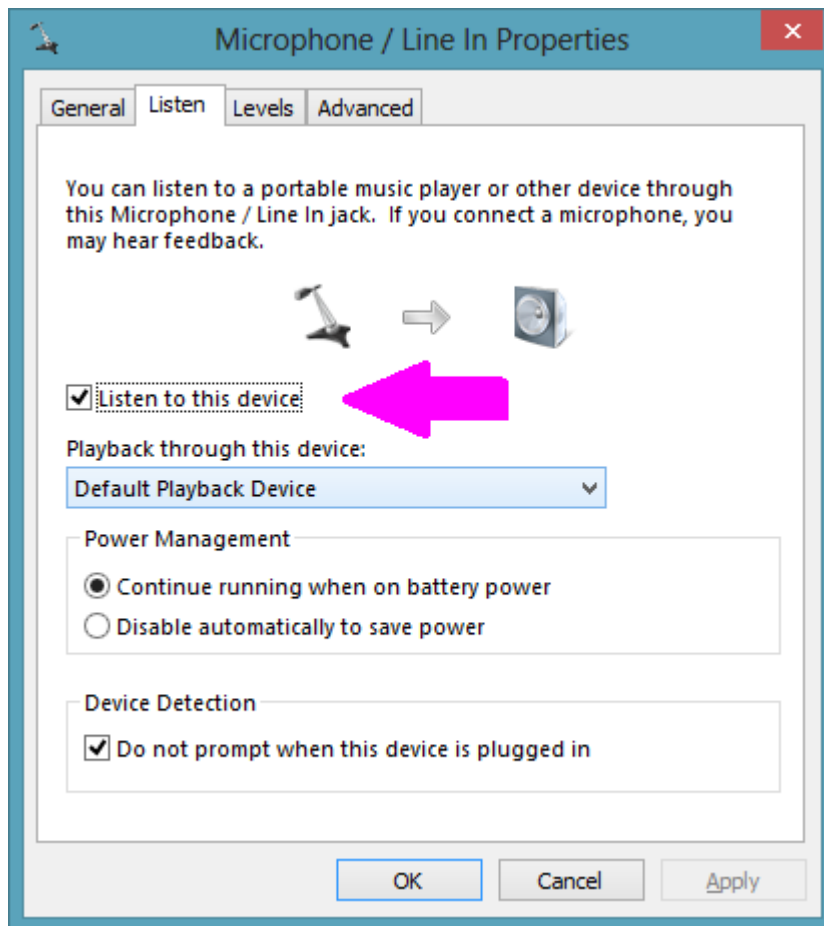 Microphone / Line In Properties
General
Listen
Levels
Advanced
You can listen to a portable music player or other device through
this Microphone / Line In jack.  If you connect a microphone, you
may hear feedback.
Listen to this device
Playback through this device:
Default Playback Device
Power Management
Continue running when on battery power
Disable automatically to save power
Device Detection
Do not prompt when this device is plugged in
OK
Cancel
Apply